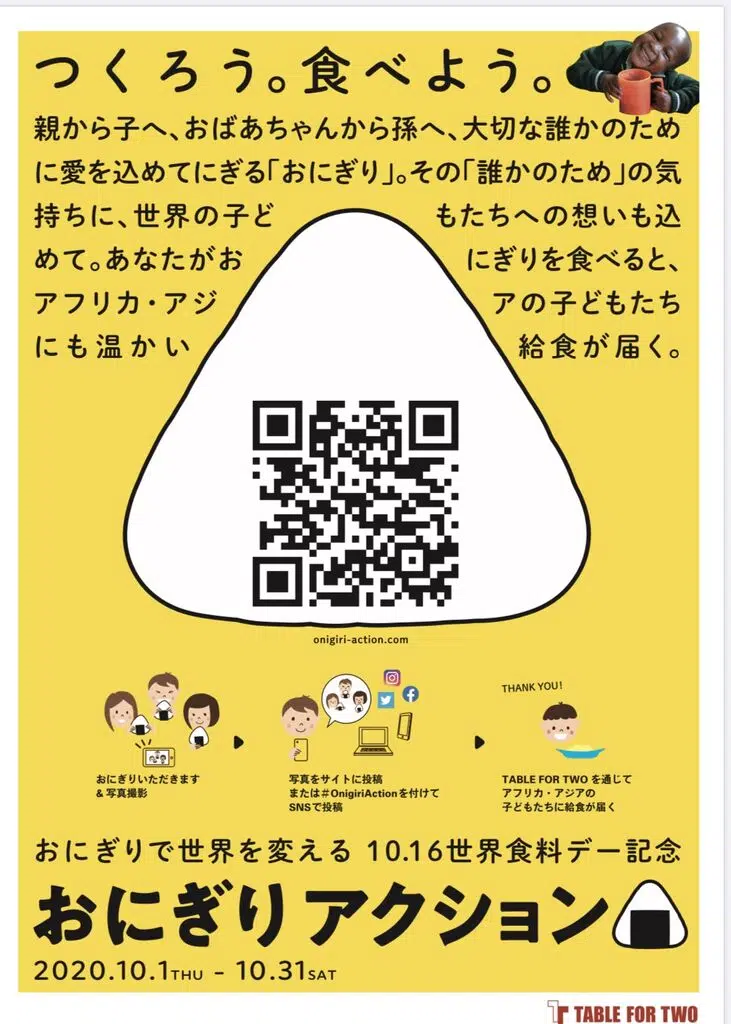 つくろう。食べよう。
親から子へ、おばあちゃんから孫へ、大切な誰かのため
に愛を込めてにぎる「おにぎり」。その「誰かのため」の気
持ちに、世界の子ど もたちへの想いも込
めて。あなたがお にぎりを食べると、
アフリカ・アジ アの子どもたち
にも温かい 給食が届く。
onigiri-action.com
THANK YOU!
おにぎりいただきます
& 写真撮影
写真をサイトに投稿
または#OnigiriActionを付けて
SNSで投稿
TABLE FOR TWO を通じて
アフリカ・アジアの
子どもたちに給食が届く
おにぎりで世界を変える 10.16世界食料デー記念
おにぎりアクション
2020.10.1THU - 10.31SAT
TABLE FOR TWO